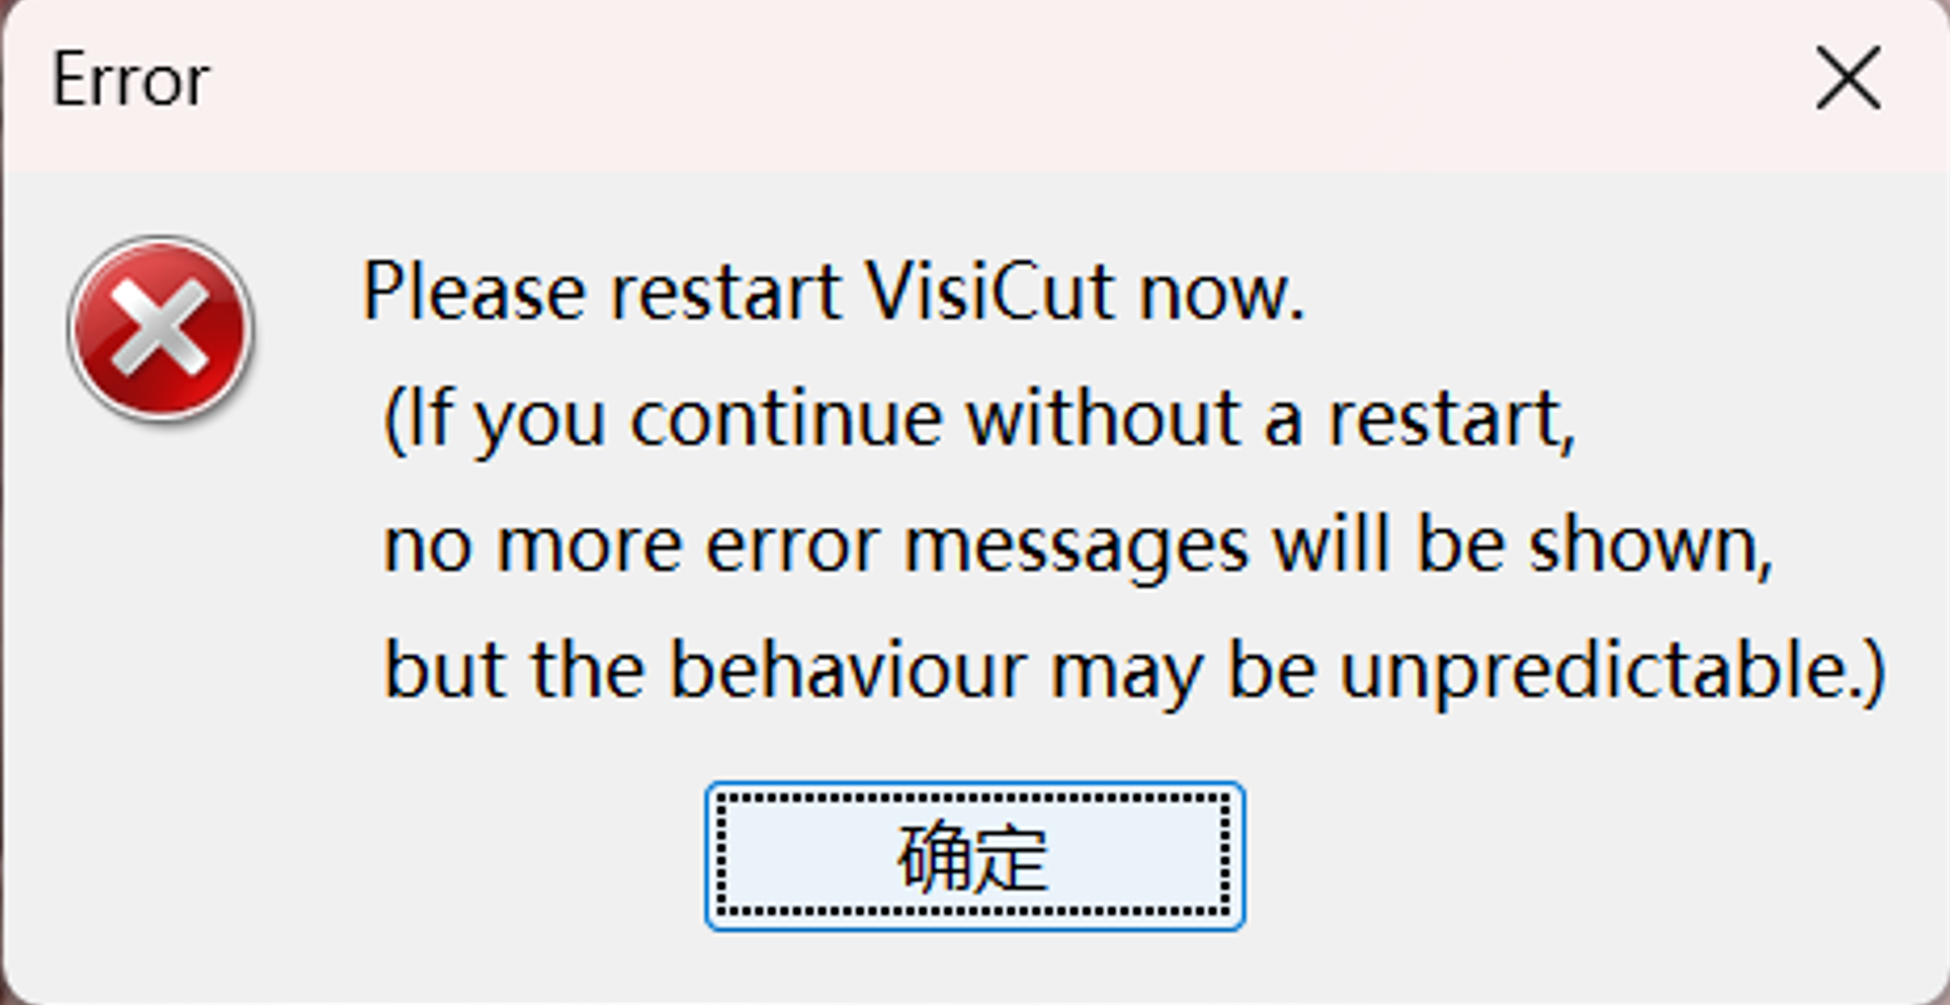 Error
Please restart VisiCut now.
(If you continue without a restart,
no more error messages will be shown,
but the behaviour may be unpredictable.)
确定